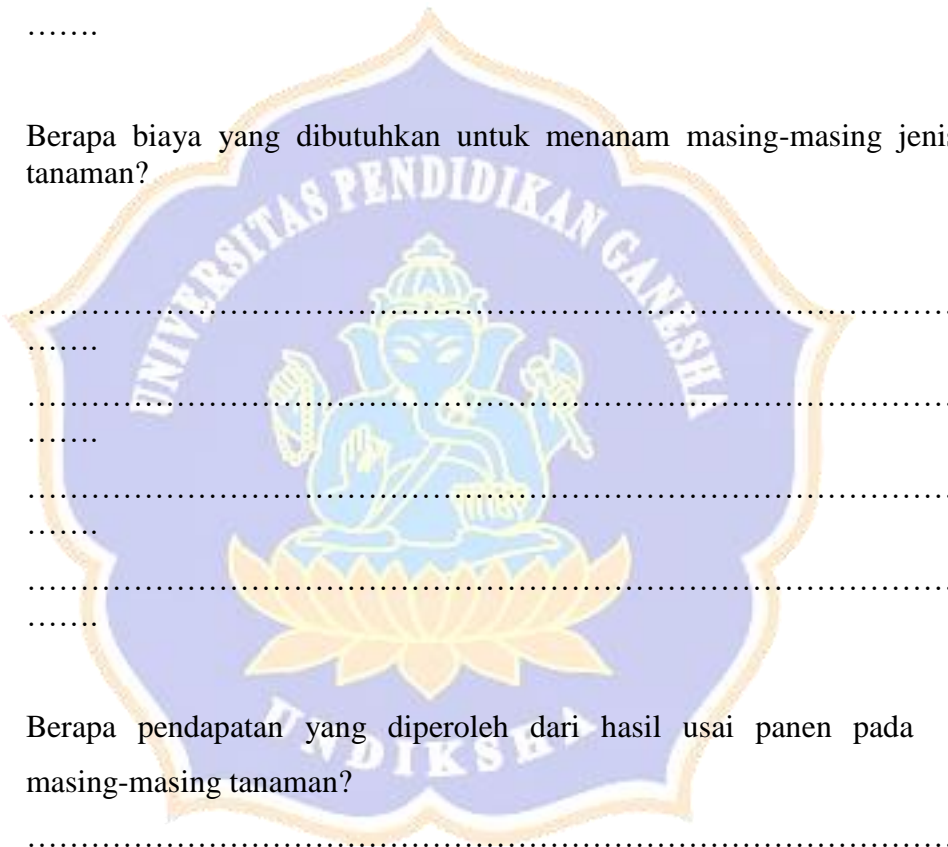 …….
Berapa biaya yang dibutuhkan untuk menanam masing-masing jenis
tanaman?
UNIVERSITAS PENDIDIKAN GANESHA
…………………………………………………………………………
…….
…………………………………………………………………………
…….
…………………………………………………………………………
…….
…………………………………………………………………………
…….
Berapa pendapatan yang diperoleh dari hasil usai panen pada
UNDIKSHA
masing-masing tanaman?
…………………………………………………………………………